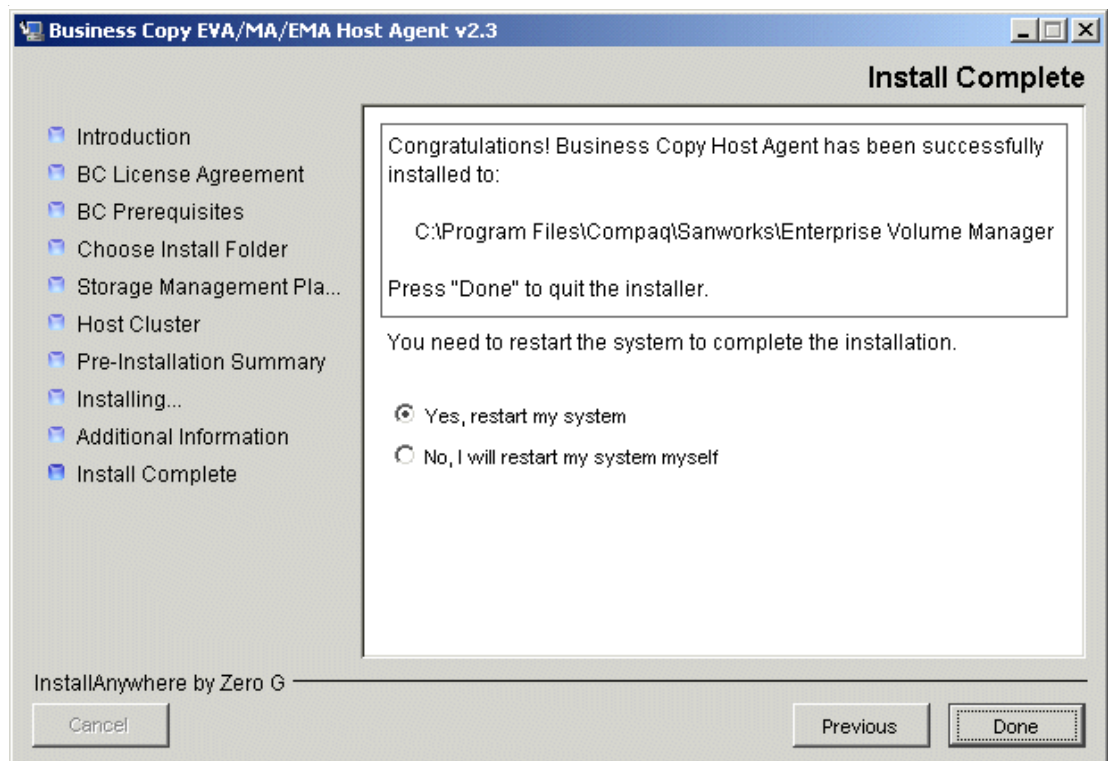 Business Copy EVA/MA/EMA Host Agent v2.3
Install Complete
Introduction
BC License Agreement
BC Prerequisites
Choose Install Folder
Storage Management Pla...
Host Cluster
Pre-Installation Summary
Installing...
Additional Information
Install Complete
Congratulations! Business Copy Host Agent has been successfully
installed to:
C:\Program Files\Compaq\Sanworks\Enterprise Volume Manager
Press "Done" to quit the installer.
You need to restart the system to complete the installation.
Yes, restart my system
No, I will restart my system myself
InstallAnywhere by Zero G
Cancel
Previous
Done